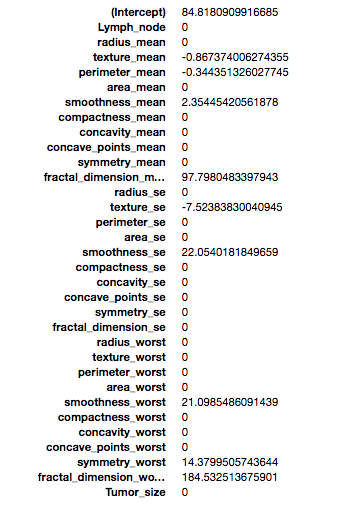 (Intercept) 84.8180909916685
Lymph_node 0
radius_mean 0
texture_mean -0.867374006274355
perimeter_mean -0.344351326027745
area_mean 0
smoothness_mean 2.35445420561878
compactness_mean 0
concavity_mean 0
concave_points_mean 0
symmetry_mean 0
fractal_dimension_m... 97.7980483397943
radius_se 0
texture_se -7.52383830040945
perimeter_se 0
area_se 0
smoothness_se 22.0540181849659
compactness_se 0
concavity_se 0
concave_points_se 0
symmetry_se 0
fractal_dimension_se 0
radius_worst 0
texture_worst 0
perimeter_worst 0
area_worst 0
smoothness_worst 21.0985486091439
compactness_worst 0
concavity_worst 0
concave_points_worst 0
symmetry_worst 14.3799505743644
fractal_dimension_wo... 184.532513675901
Tumor_size 0